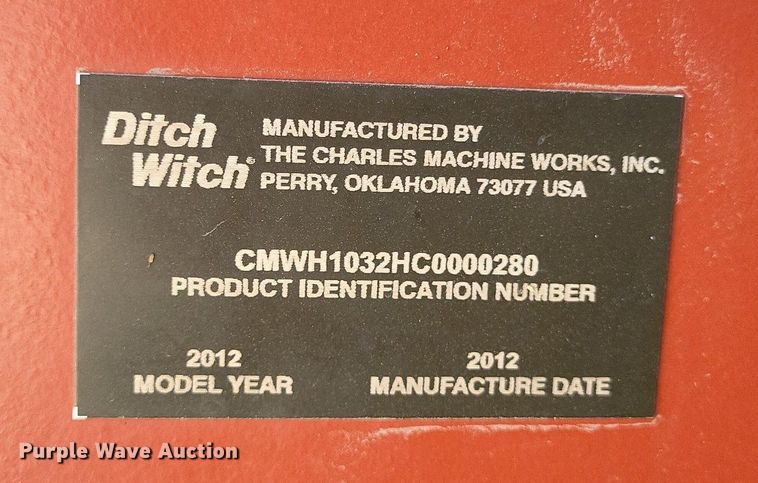 Ditch Witch®
MANUFACTURED BY
THE CHARLES MACHINE WORKS, INC.
PERRY, OKLAHOMA 73077 USA
CMWH1032HC0000280
PRODUCT IDENTIFICATION NUMBER
2012
MODEL YEAR
2012
MANUFACTURE DATE
Purple Wave Auction